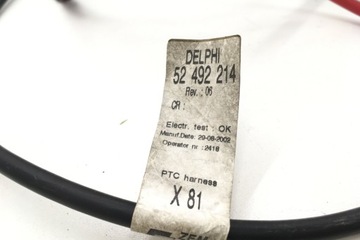 DELPHI
52 492 214
Rev.: 06
CR :
Electr. test : OK
Manuf.Date: 29-08-2002
Operator nr :2418
PTC harness
X 81